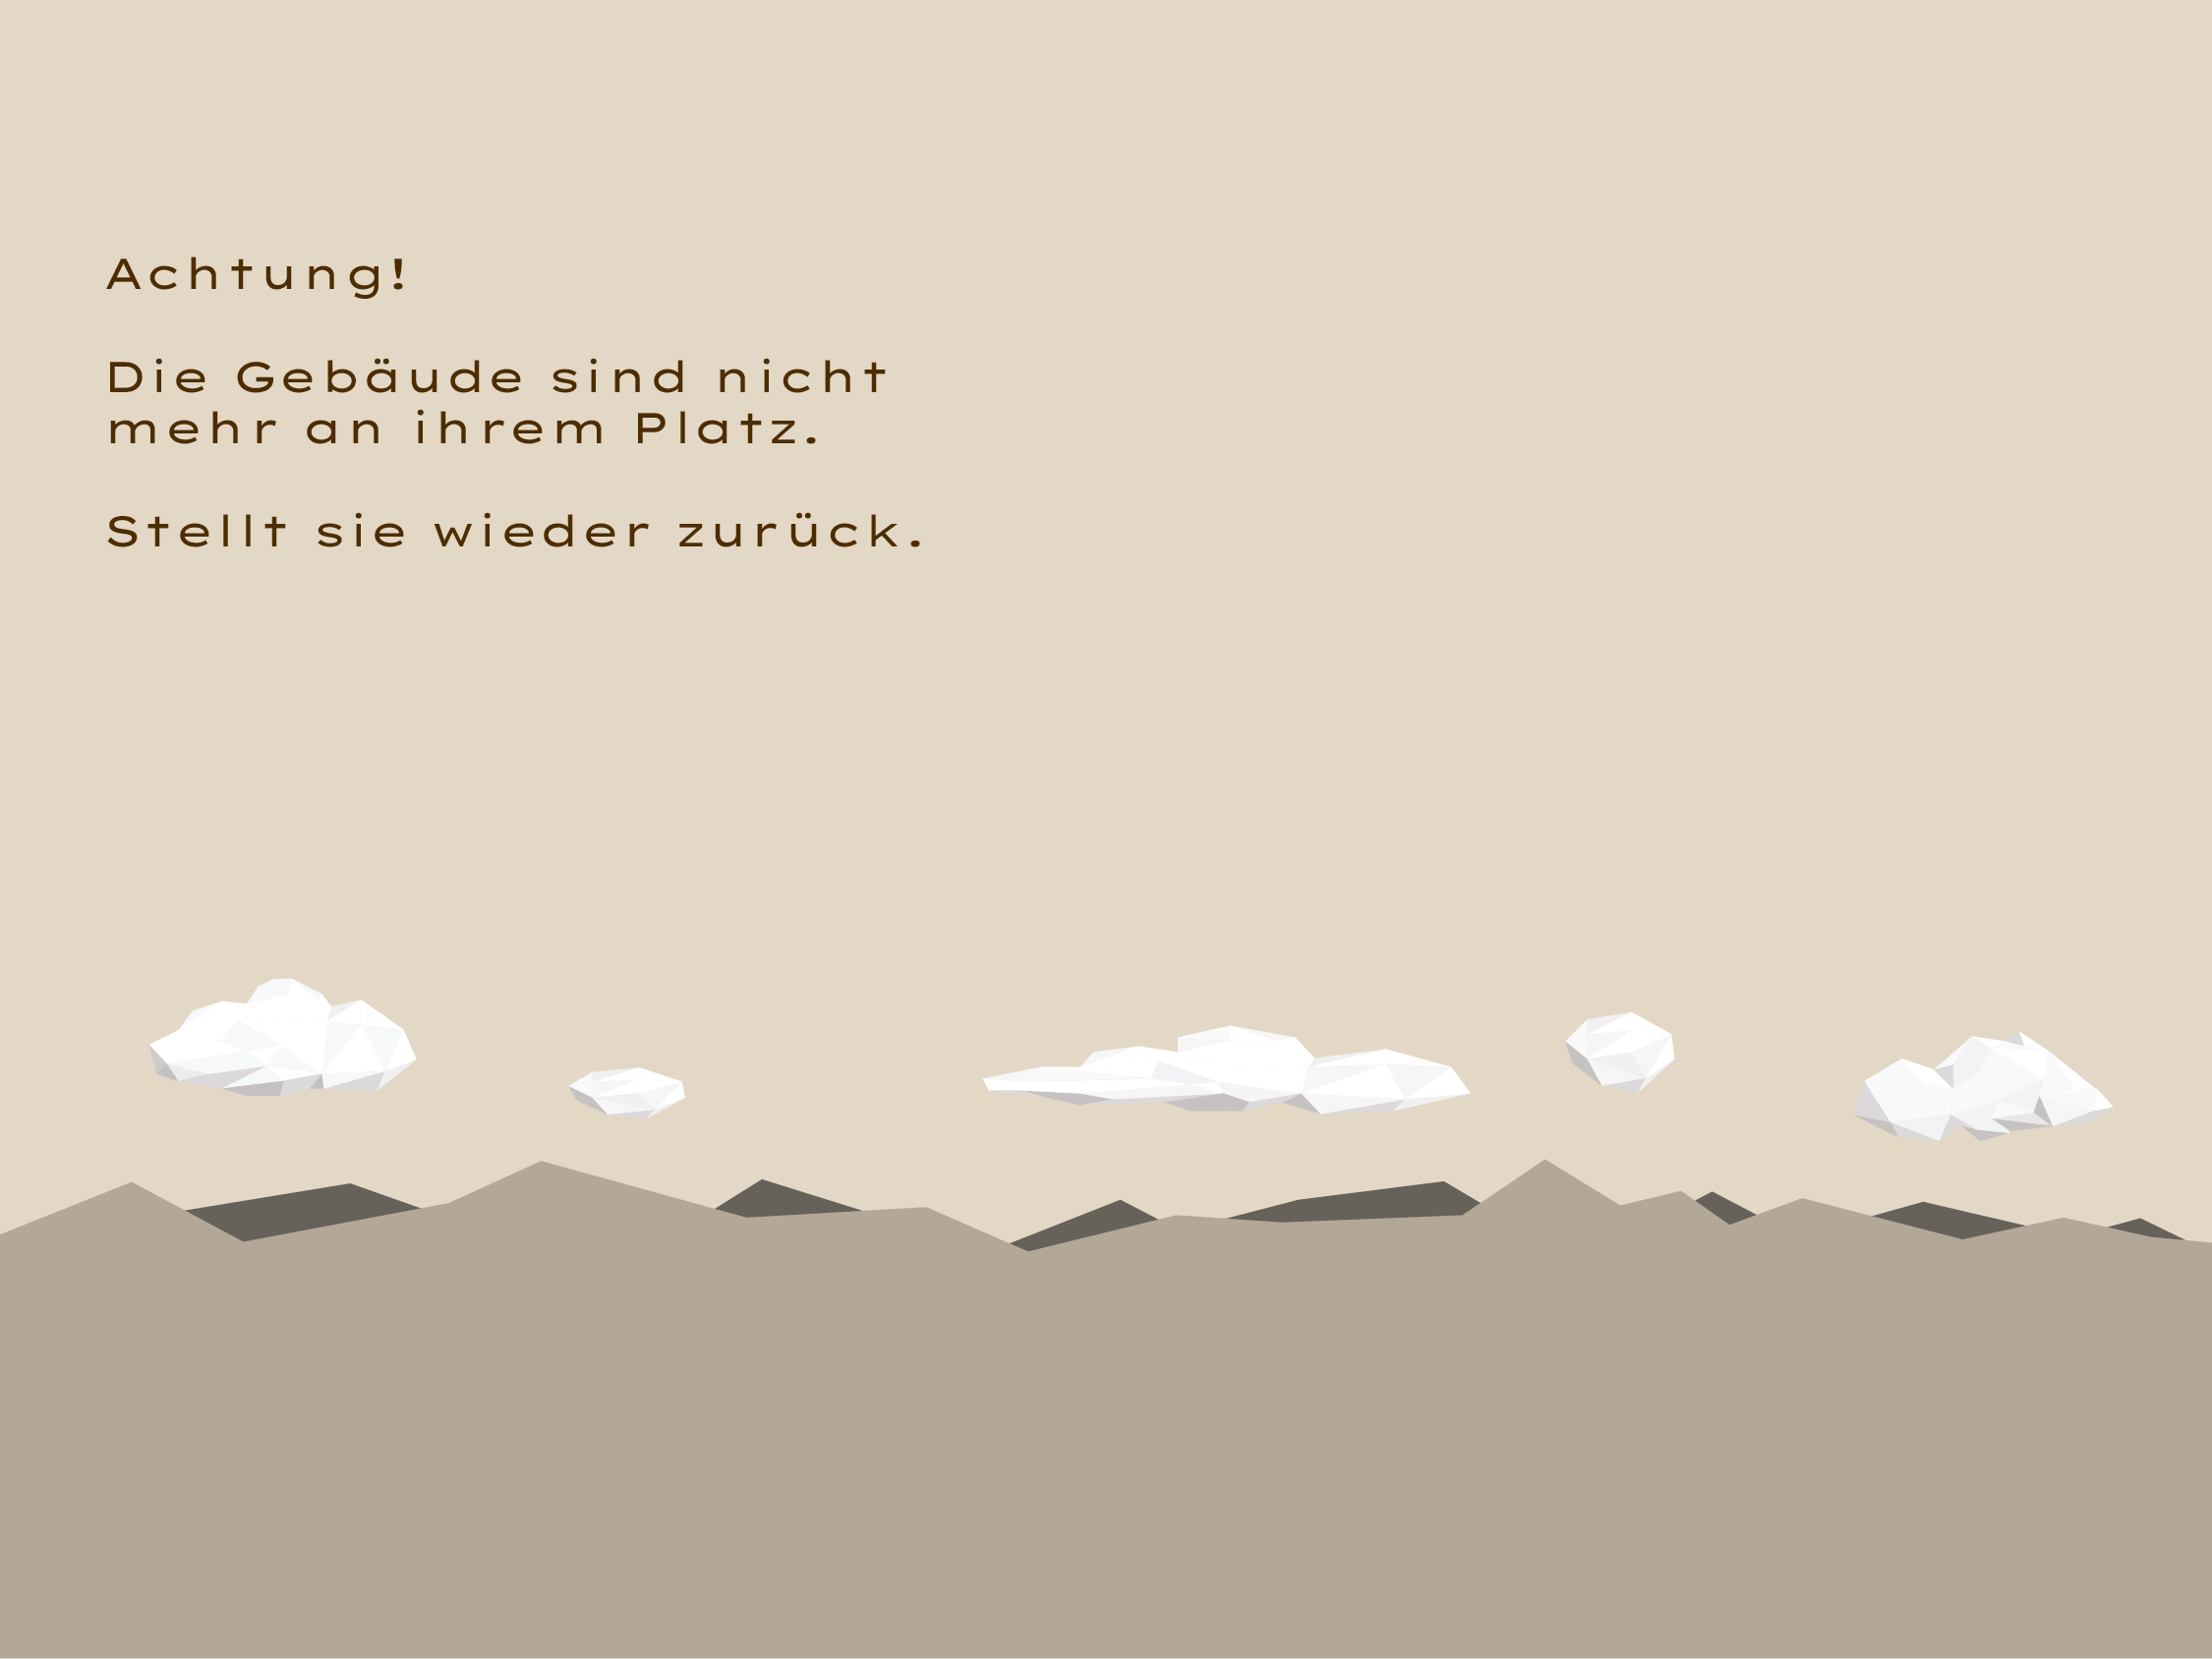 Achtung!
Die Gebäude sind nicht
mehr an ihrem Platz.
Stellt sie wieder zurück.